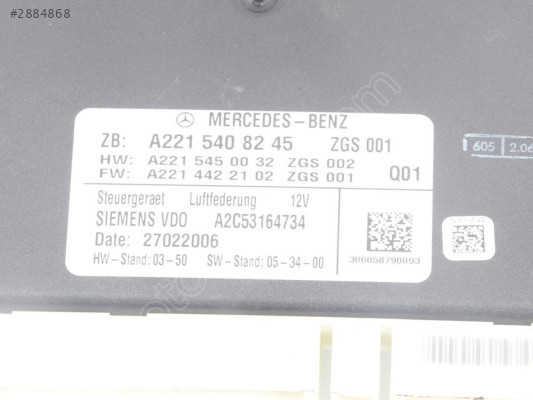 #2884868
MERCEDES-BENZ
ZB: A221 540 82 45 ZGS 001
HW: A221 545 00 32 ZGS 002
FW: A221 442 21 02 ZGS 001 Q01
Steuergeraet Luftfederung 12V
SIEMENS VDO A2C53164734
Date: 27022006
HW-Stand: 03-50 SW-Stand: 05-34-00
306058790093
605 2.06